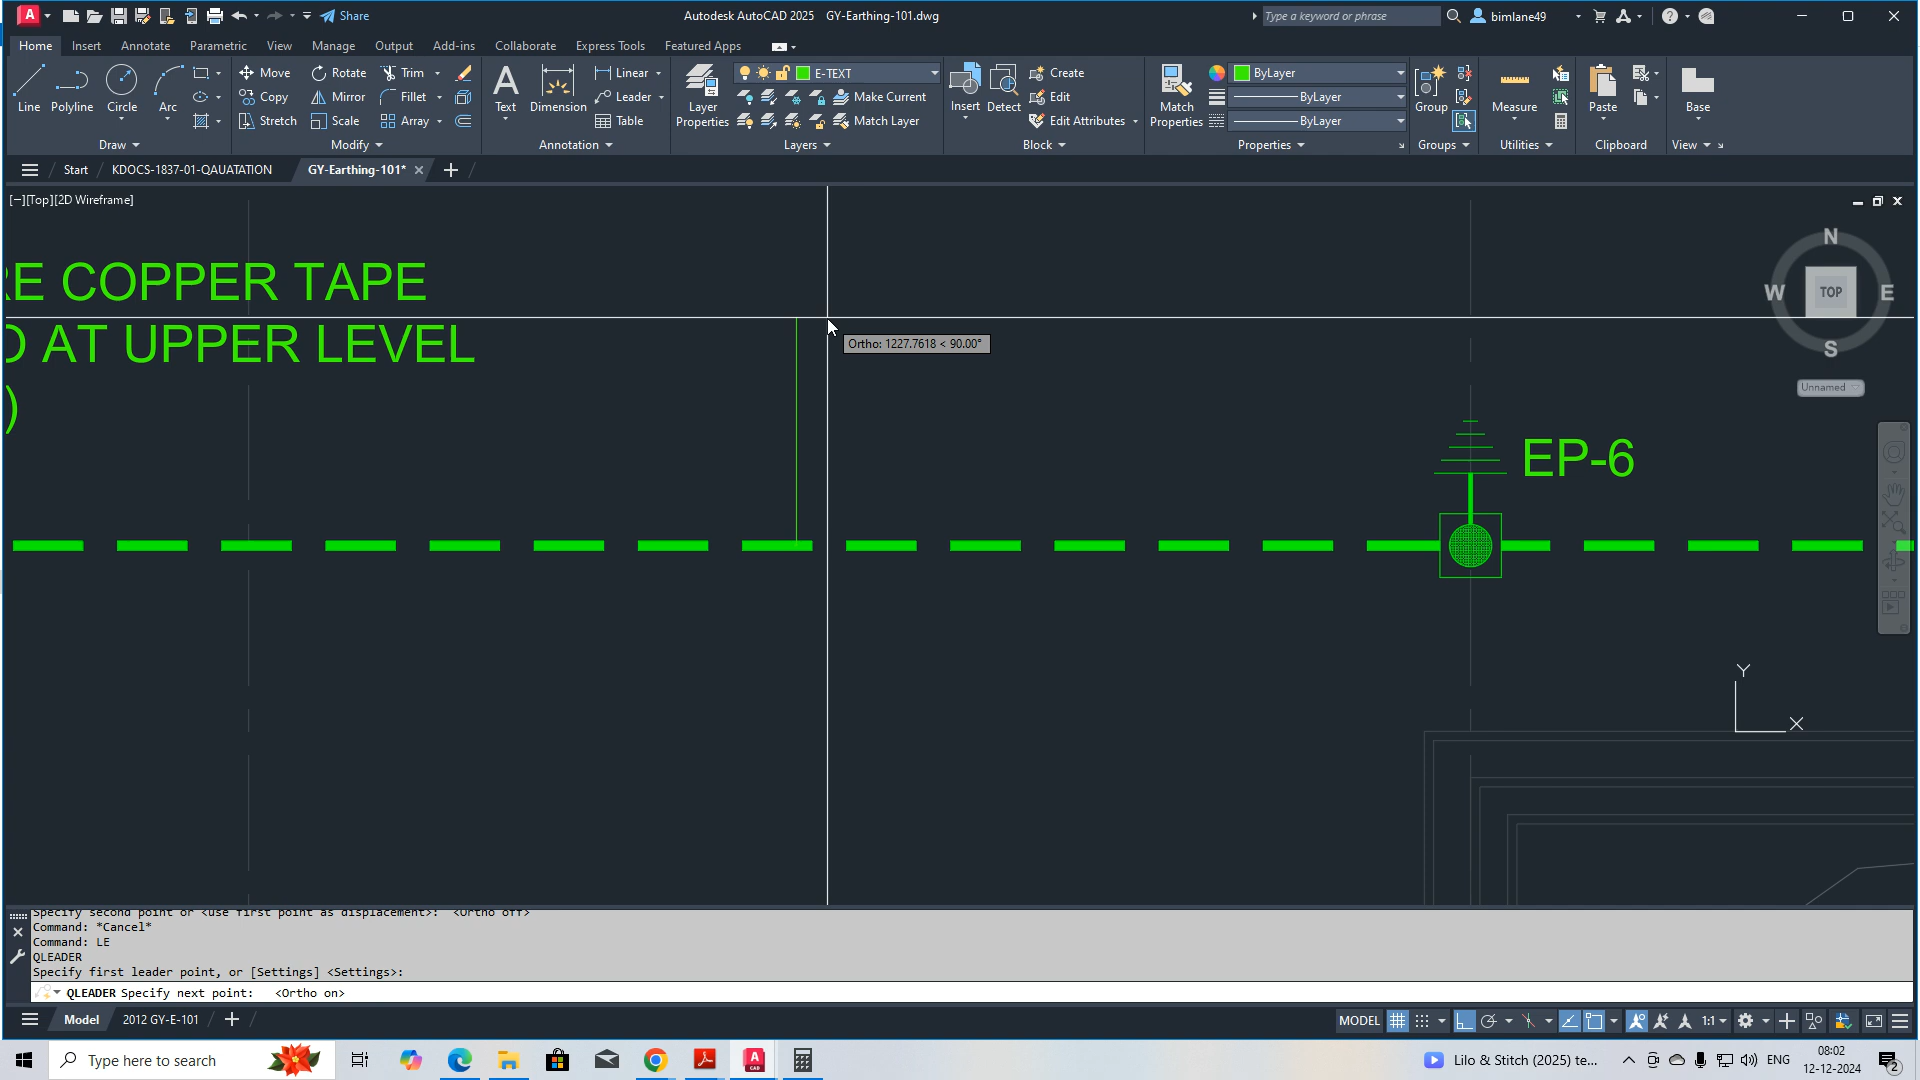 Share
Autodesk AutoCAD 2025 GY-Earthing-101.dwg
Type a keyword or phrase
bimlane49
Home Insert Annotate Parametric View Manage Output Add-ins Collaborate Express Tools Featured Apps
Line Polyline Circle Arc
Move Rotate Trim
Copy Mirror Fillet
Stretch Scale Array
Text Dimension
Linear
Leader
Table
Layer Properties
E-TEXT
Make Current
Match Layer
Insert Detect
Create
Edit
Edit Attributes
Match Properties
ByLayer
ByLayer
ByLayer
Group
Measure
Paste
Base
Draw Modify Annotation Layers Block Properties Groups Utilities Clipboard View
Start KDOCS-1837-01-QAUATATION GY-Earthing-101*
[−][Top][2D Wireframe]
N
W TOP E
S
Unnamed
RE COPPER TAPE
D AT UPPER LEVEL
)
Ortho: 1227.7618 < 90.00°
EP-6
Y
X
Specify second point or <use first point as displacement>: <Ortho off>
Command: *Cancel*
Command: LE
QLEADER
Specify first leader point, or [Settings] <Settings>:
QLEADER Specify next point: <Ortho on>
Model 2012 GY-E-101
MODEL 1:1
Type here to search
Lilo & Stitch (2025) te...
ENG
08:02
12-12-2024
2